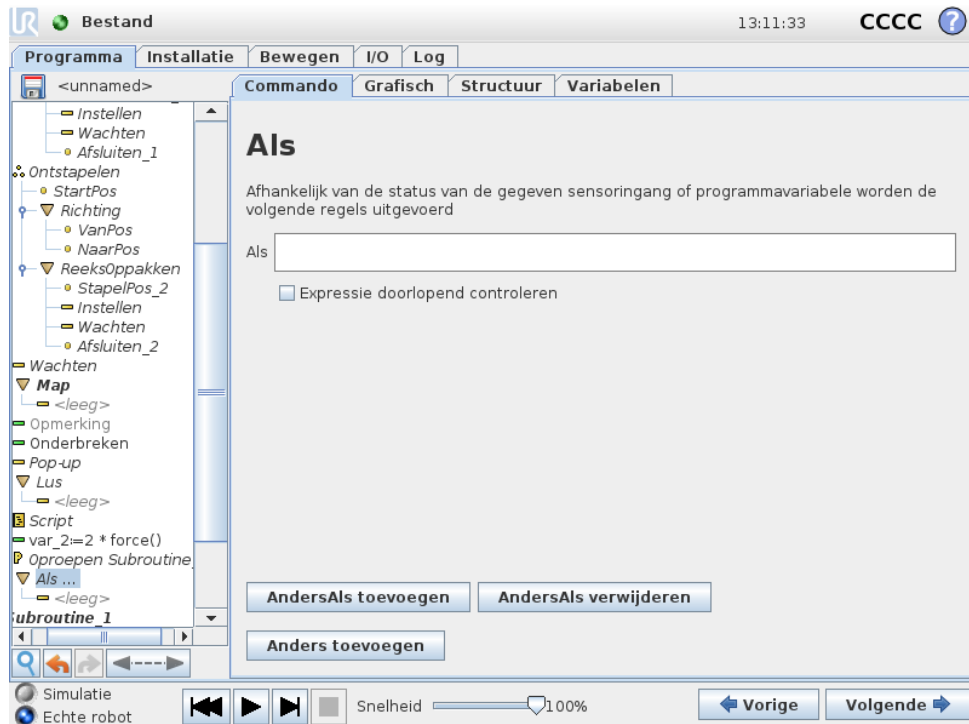 UR Bestand 13:11:33 CCCC ?
Programma Installatie Bewegen I/O Log
<unnamed>
Commando Grafisch Structuur Variabelen
Instellen
Wachten
Afsluiten_1
Ontstapelen
StartPos
Richting
VanPos
NaarPos
ReeksOppakken
StapelPos_2
Instellen
Wachten
Afsluiten_2
Wachten
Map
<leeg>
Opmerking
Onderbreken
Pop-up
Lus
<leeg>
Script
var_2:=2 * force()
Oproepen Subroutine
Als ...
<leeg>
Subroutine_1
Als
Afhankelijk van de status van de gegeven sensoringang of programmavariabele worden de
volgende regels uitgevoerd
Als
Expressie doorlopend controleren
AndersAls toevoegen AndersAls verwijderen
Anders toevoegen
Simulatie
Echte robot
Snelheid 100%
Vorige Volgende